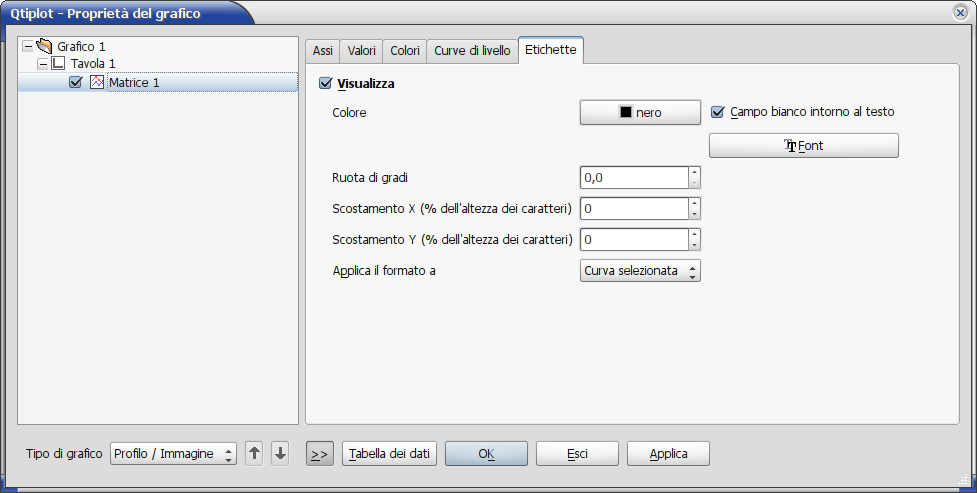 Qtiplot - Proprietà del grafico
Grafico 1
Tavola 1
Matrice 1
Assi Valori Colori Curve di livello Etichette
Visualizza
Colore nero Campo bianco intorno al testo
Font
Ruota di gradi 0,0
Scostamento X (% dell'altezza dei caratteri) 0
Scostamento Y (% dell'altezza dei caratteri) 0
Applica il formato a Curva selezionata
Tipo di grafico Profilo / Immagine >> Tabella dei dati OK Esci Applica